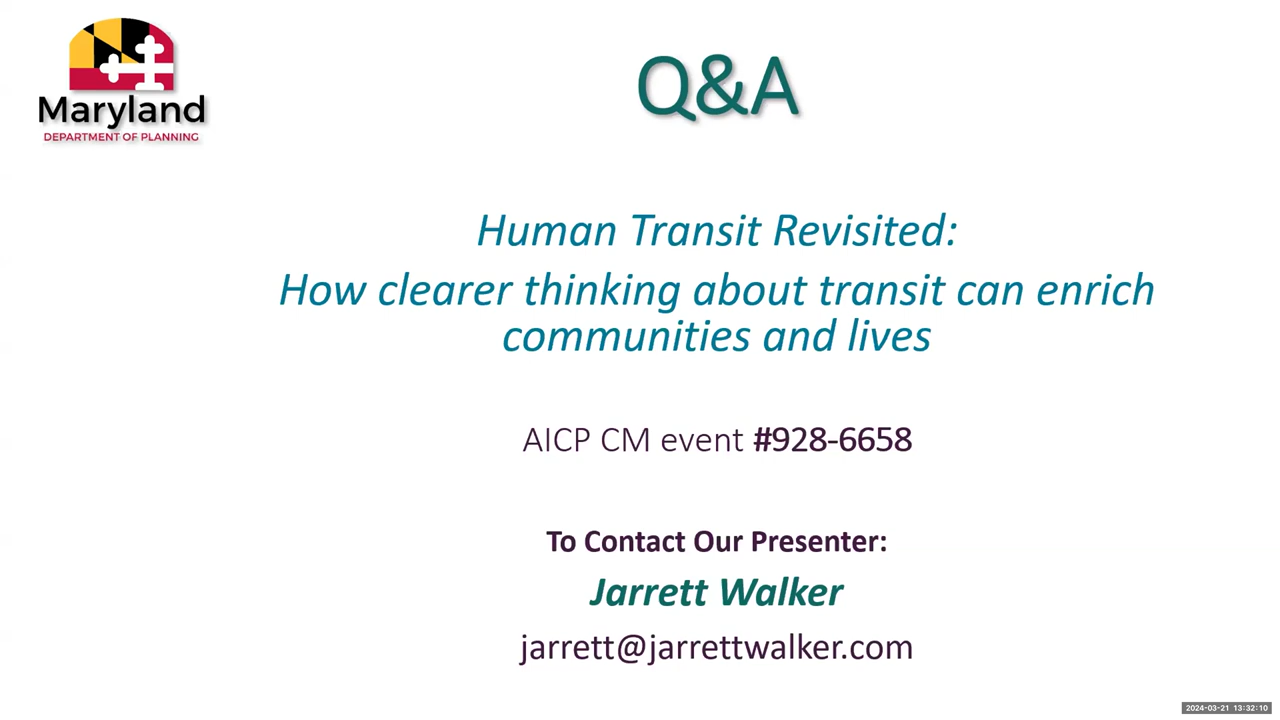 Maryland
DEPARTMENT OF PLANNING
Q&A
Human Transit Revisited:
How clearer thinking about transit can enrich
communities and lives
AICP CM event #928-6658
To Contact Our Presenter:
Jarrett Walker
jarrett@jarrettwalker.com
2024-03-21 13:32:10